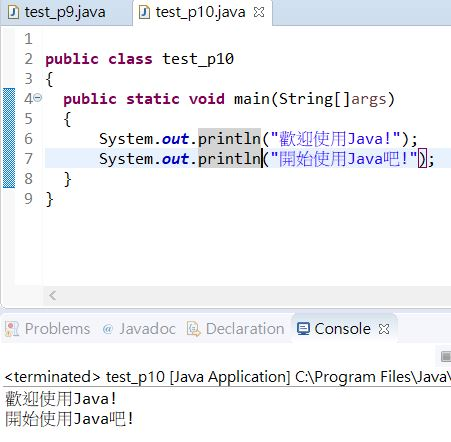 test_p9.java test_p10.java
1
2 public class test_p10
3 {
4 public static void main(String[]args)
5 {
6 System.out.println("歡迎使用Java!");
7 System.out.println("開始使用Java吧!");
8 }
9 }
Problems @ Javadoc Declaration Console
<terminated> test_p10 [Java Application] C:\Program Files\Java\
歡迎使用Java!
開始使用Java吧!